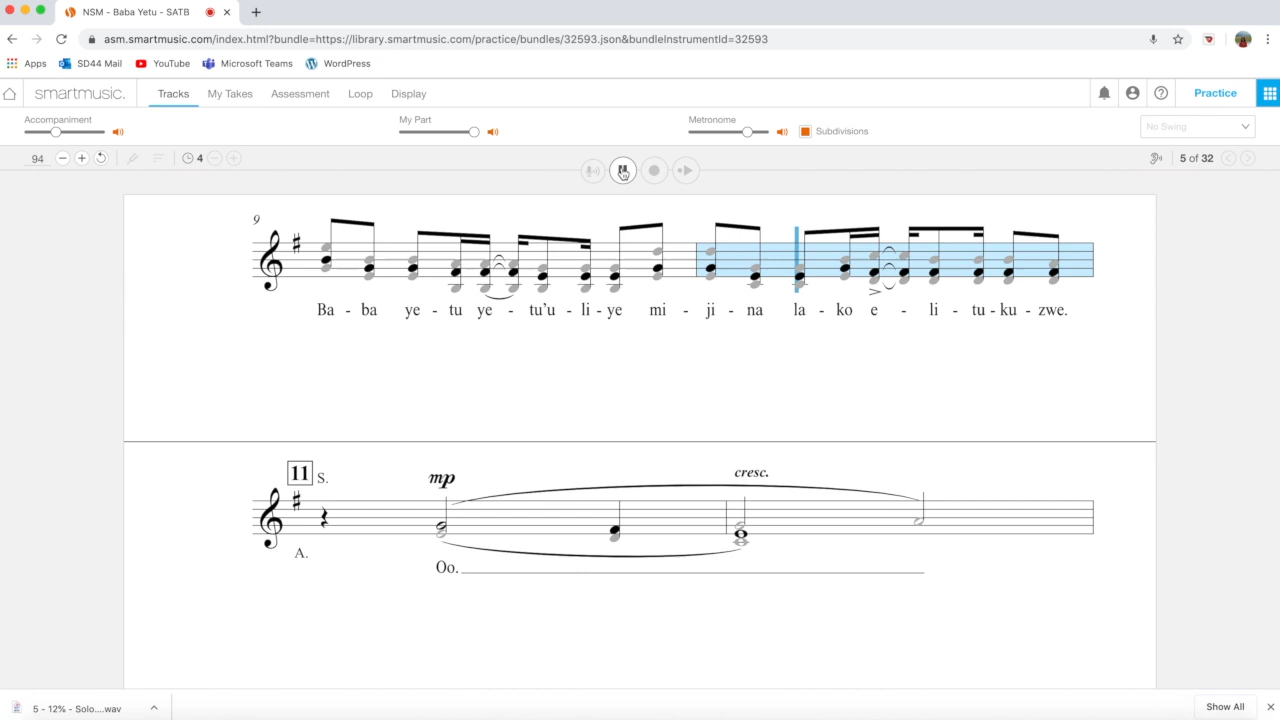 NSM - Baba Yetu - SATB
asm.smartmusic.com/index.html?bundle=https://library.smartmusic.com/practice/bundles/32593.json&bundleInstrumentId=32593
Apps SD44 Mail YouTube Microsoft Teams WordPress
smartmusic. Tracks My Takes Assessment Loop Display Practice
Accompaniment My Part Metronome Subdivisions No Swing
94 4 5 of 32
9
Ba - ba ye - tu ye - tu'u - li - ye mi - ji - na la - ko e - li - tu - ku - zwe.
11 S. mp cresc.
A.
Oo.
5 - 12% - Solo....wav Show All